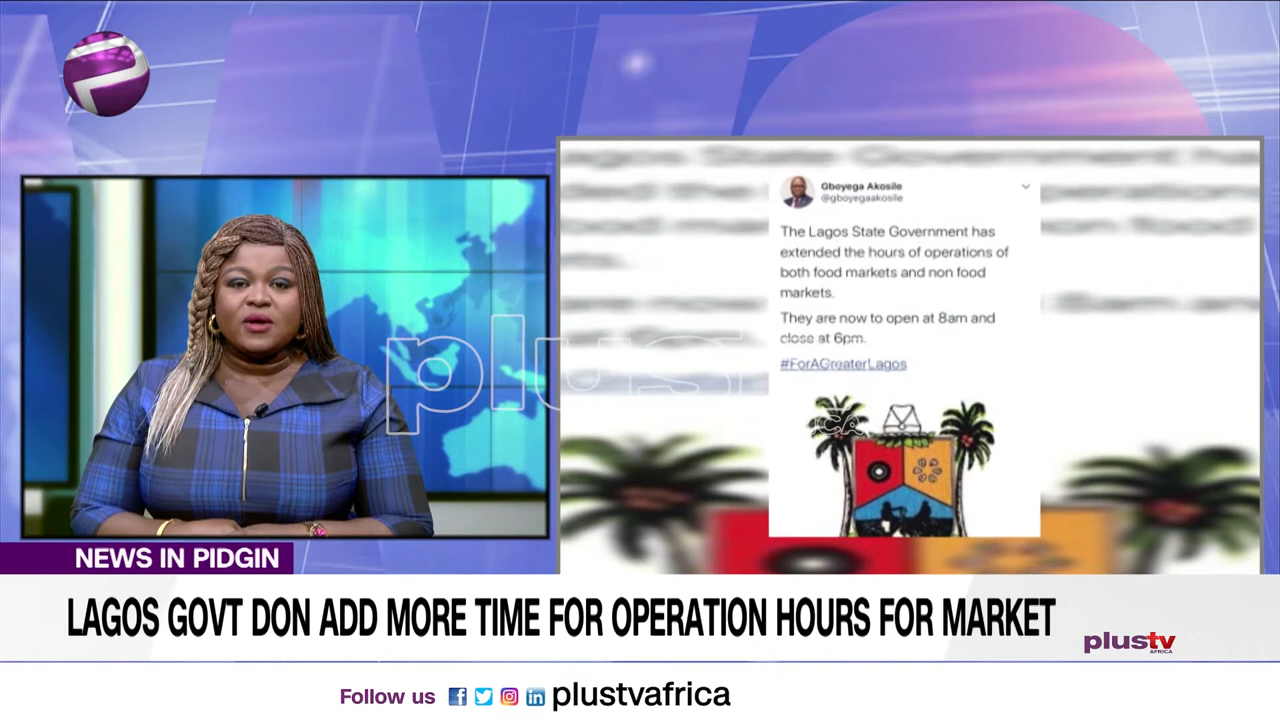 Gboyega Akosile
@gboyegaakosile
The Lagos State Government has
extended the hours of operations of
both food markets and non food
markets.
They are now to open at 8am and
close at 6pm.
#ForAGreaterLagos
plus
NEWS IN PIDGIN
LAGOS GOVT DON ADD MORE TIME FOR OPERATION HOURS FOR MARKET
plustv
AFRICA
Follow us
plustvafrica